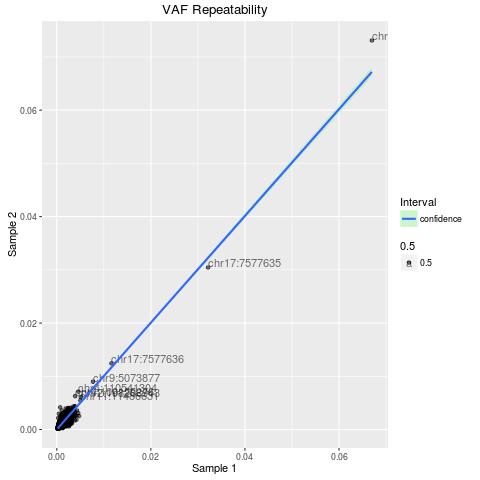 VAF Repeatability
chr
0.06
0.04
0.02
0.00
Sample 2
chr17:7577635
chr17:7577636
chr9:5073877
0.00
0.02
0.04
0.06
Sample 1
Interval
confidence
0.5
0.5